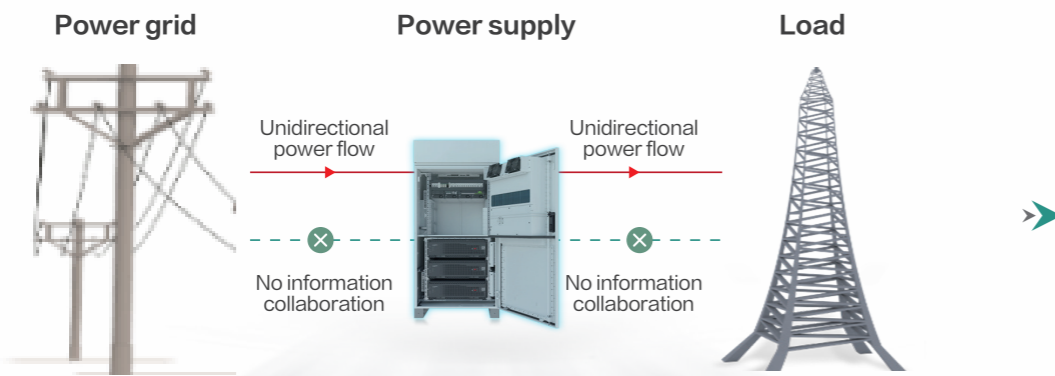 Power grid
Power supply
Load
Unidirectional
power flow
Unidirectional
power flow
No information
collaboration
No information
collaboration